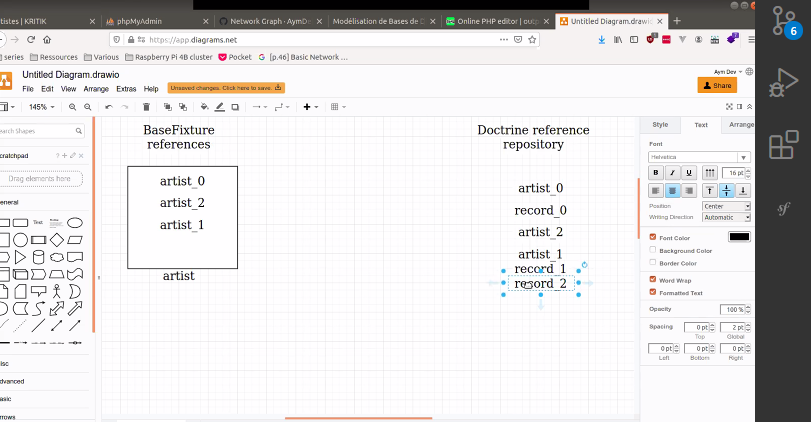 tistes | KRITIK
phpMyAdmin
Network Graph - AymD
Modélisation de Bases de D
Online PHP editor | outp
Untitled Diagram.drawio
https://app.diagrams.net
series
Ressources
Various
Raspberry Pi 4B cluster
Pocket
[p.46] Basic Network ...
Untitled Diagram.drawio
File Edit View Arrange Extras Help
Unsaved changes. Click here to save.
Aym Dev
Share
145%
earch Shapes
cratchpad
Drag elements here
eneral
Text
isc
dvanced
asic
rrows
BaseFixture
references
artist_0
artist_2
artist_1
artist
Doctrine reference
repository
artist_0
record_0
artist_2
artist_1
record_1
record_2
Style Text Arrange
Font
Helvetica
B I U
16 pt
Position
Center
Writing Direction
Automatic
Font Color
Background Color
Border Color
Word Wrap
Formatted Text
Opacity
100 %
Spacing
0 pt
2 pt
Top
Global
0 pt
0 pt
0 pt
Left
Bottom
Right
6
sf